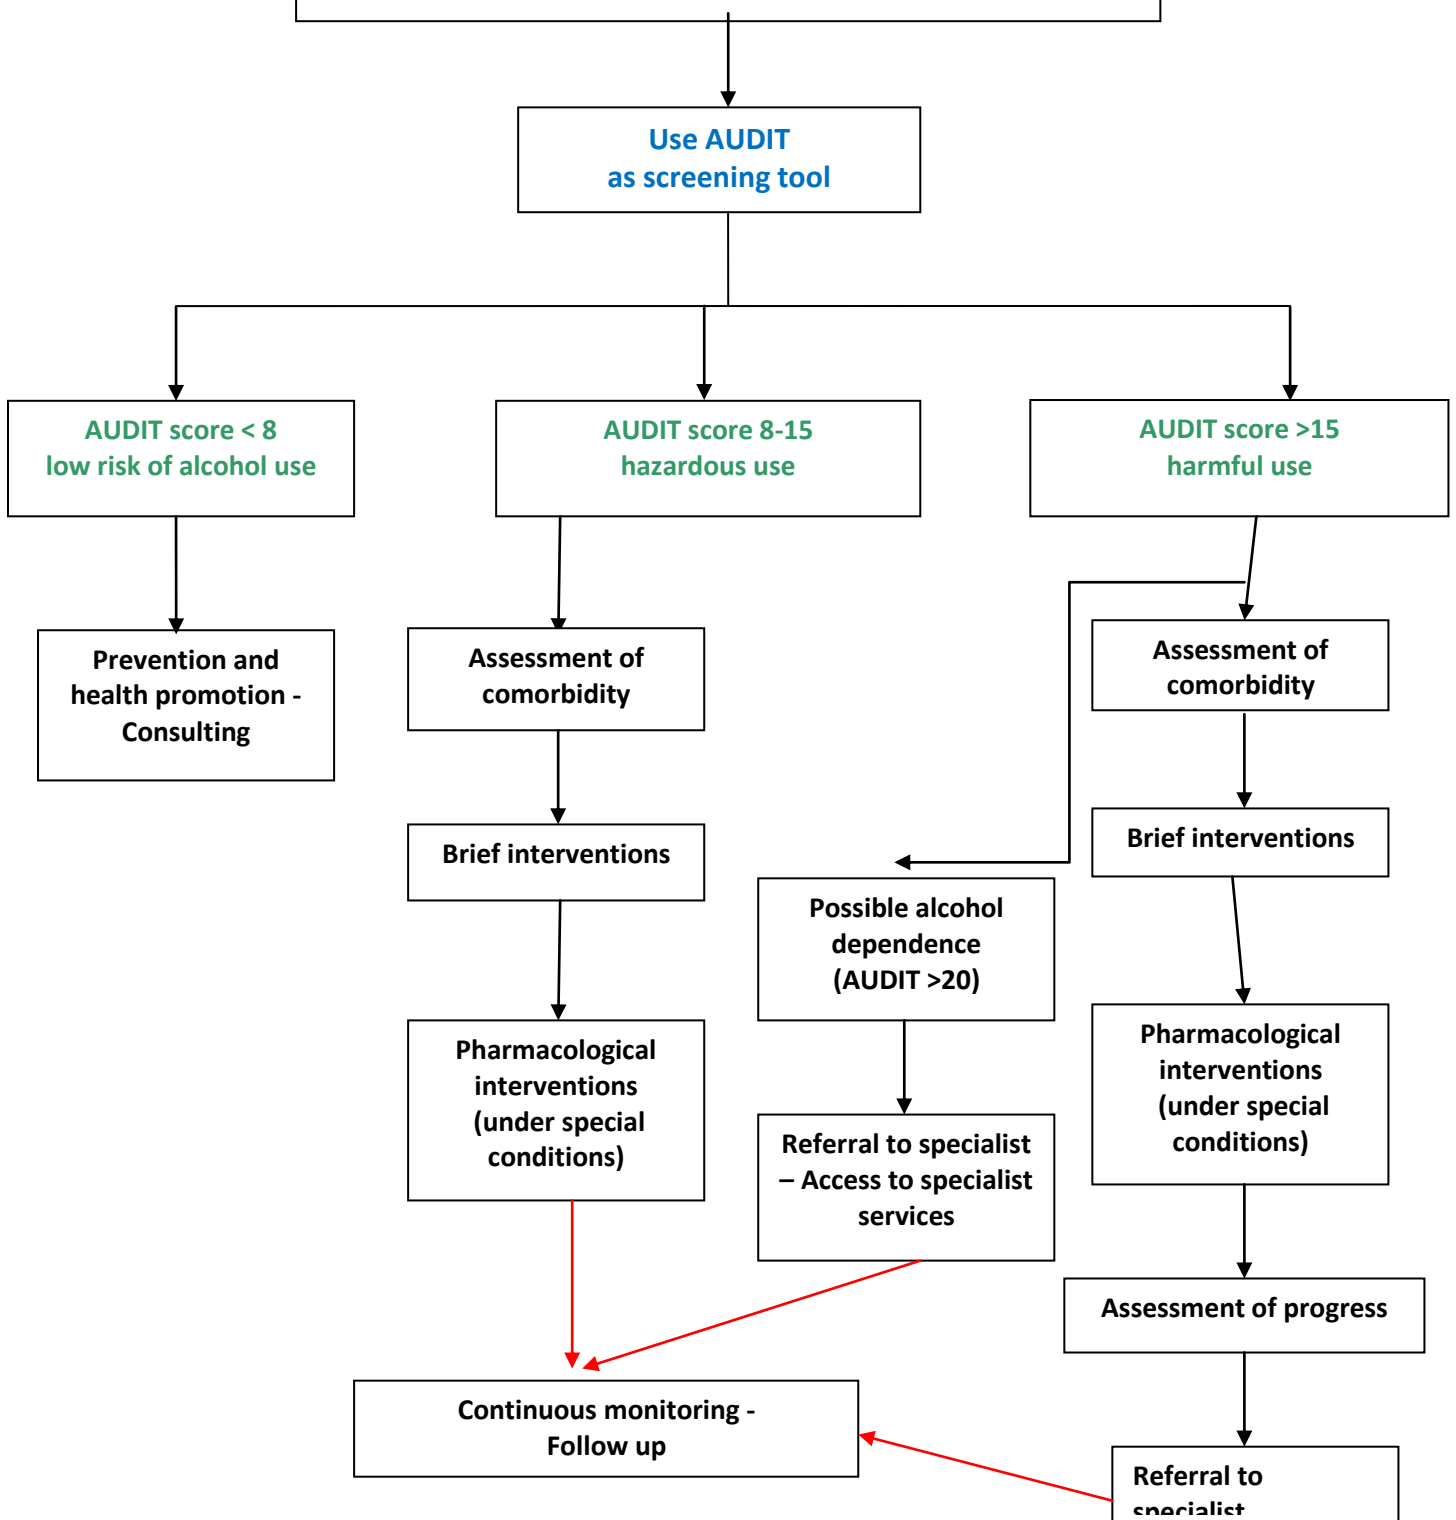 Use AUDIT
as screening tool
AUDIT score < 8
low risk of alcohol use
AUDIT score 8-15
hazardous use
AUDIT score >15
harmful use
Prevention and
health promotion -
Consulting
Assessment of
comorbidity
Assessment of
comorbidity
Brief interventions
Brief interventions
Possible alcohol
dependence
(AUDIT >20)
Pharmacological
interventions
(under special
conditions)
Pharmacological
interventions
(under special
conditions)
Referral to specialist
– Access to specialist
services
Assessment of progress
Continuous monitoring -
Follow up
Referral to
specialist